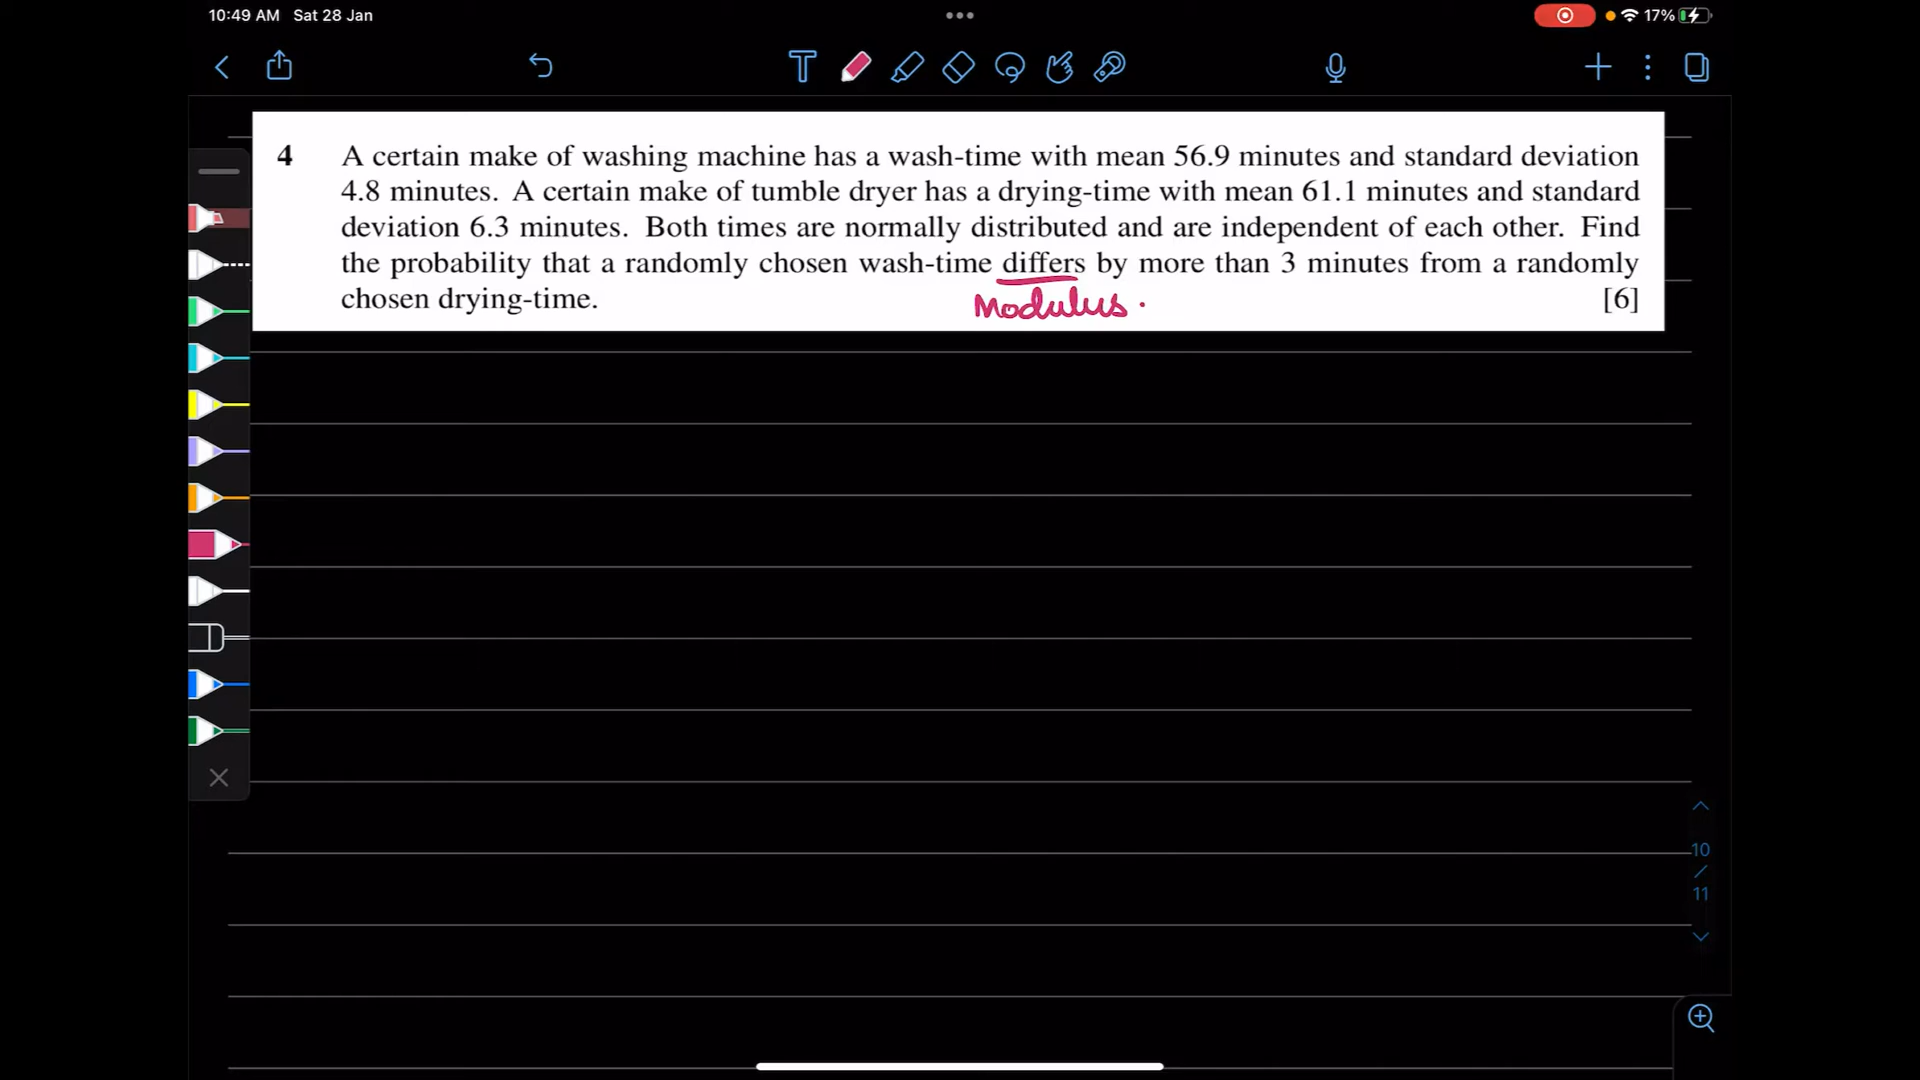 10:49 AM Sat 28 Jan
17%
4 A certain make of washing machine has a wash-time with mean 56.9 minutes and standard deviation
4.8 minutes. A certain make of tumble dryer has a drying-time with mean 61.1 minutes and standard
deviation 6.3 minutes. Both times are normally distributed and are independent of each other. Find
the probability that a randomly chosen wash-time differs by more than 3 minutes from a randomly
chosen drying-time. [6]
Modulus.
10
/
11